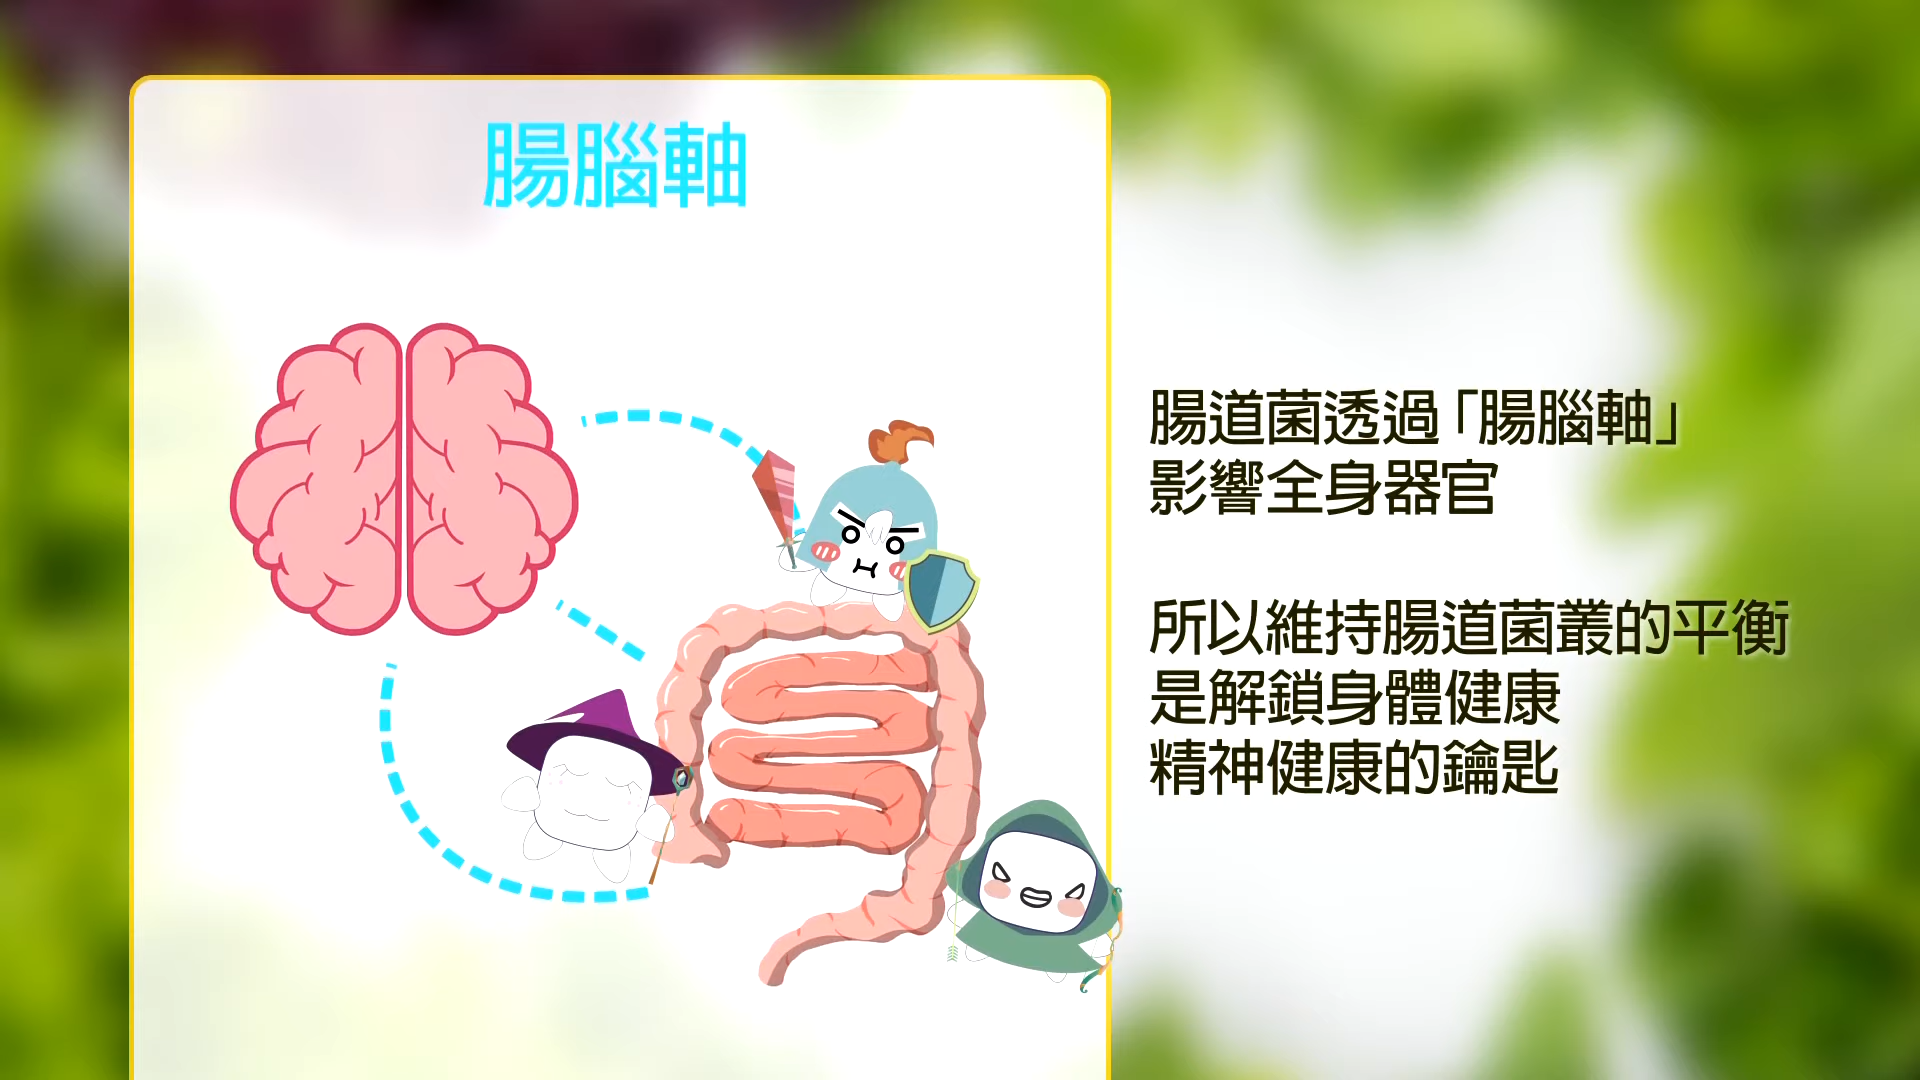 腸腦軸
腸道菌透過「腸腦軸」
影響全身器官
所以維持腸道菌叢的平衡
是解鎖身體健康
精神健康的鑰匙